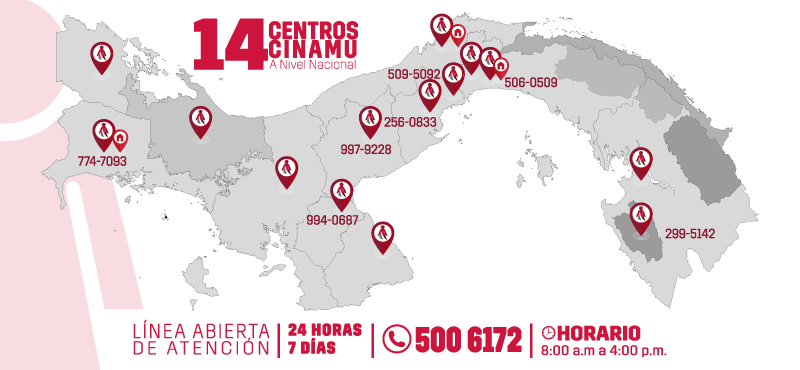 14 CENTROS
CINAMU
A Nivel Nacional
509-5092
506-0509
256-0833
997-9228
774-7093
994-0687
299-5142
LÍNEA ABIERTA
DE ATENCIÓN
24 HORAS
7 DÍAS
500 6172
HORARIO
8:00 a.m a 4:00 p.m.